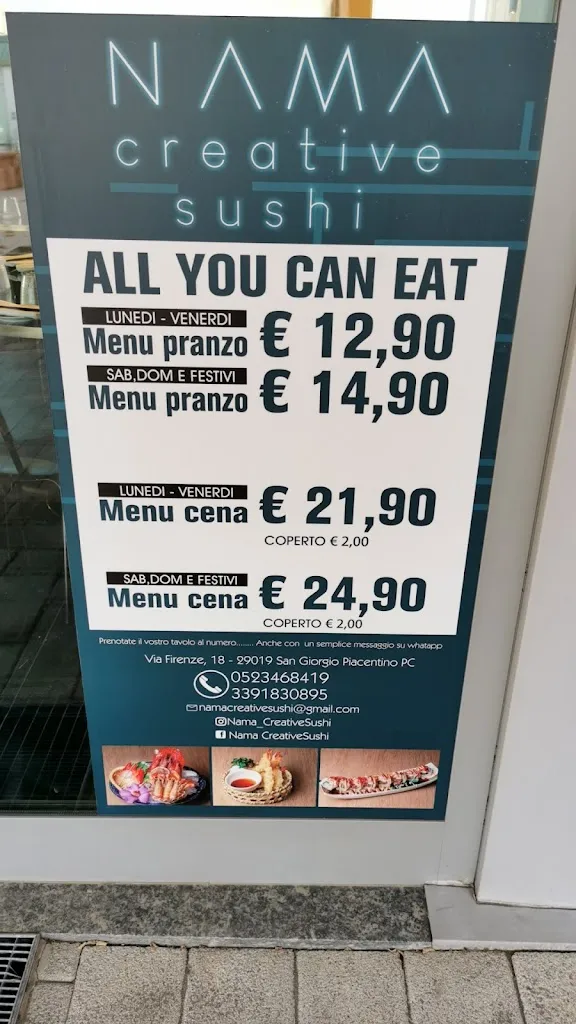 NAMA
creative
sushi
ALL YOU CAN EAT
LUNEDI - VENERDI
Menu pranzo € 12,90
SAB,DOM E FESTIVI
Menu pranzo € 14,90
LUNEDI - VENERDI
Menu cena € 21,90
COPERTO € 2,00
SAB,DOM E FESTIVI
Menu cena € 24,90
COPERTO € 2,00
Prenotate il vostro tavolo al numero........ Anche con un semplice messaggio su whatapp
Via Firenze, 18 - 29019 San Giorgio Piacentino PC
0523468419
3391830895
namacreativesushi@gmail.com
Nama_CreativeSushi
Nama CreativeSushi